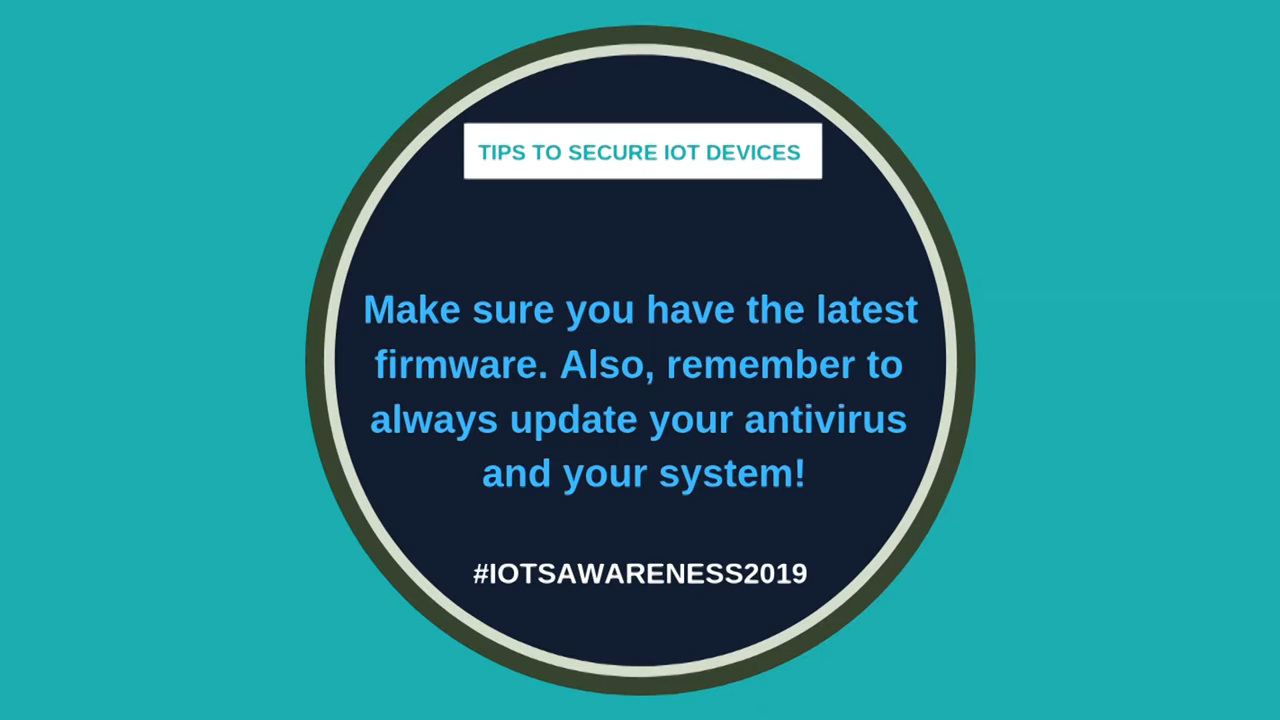 TIPS TO SECURE IOT DEVICES
Make sure you have the latest
firmware. Also, remember to
always update your antivirus
and your system!
#IOTSAWARENESS2019